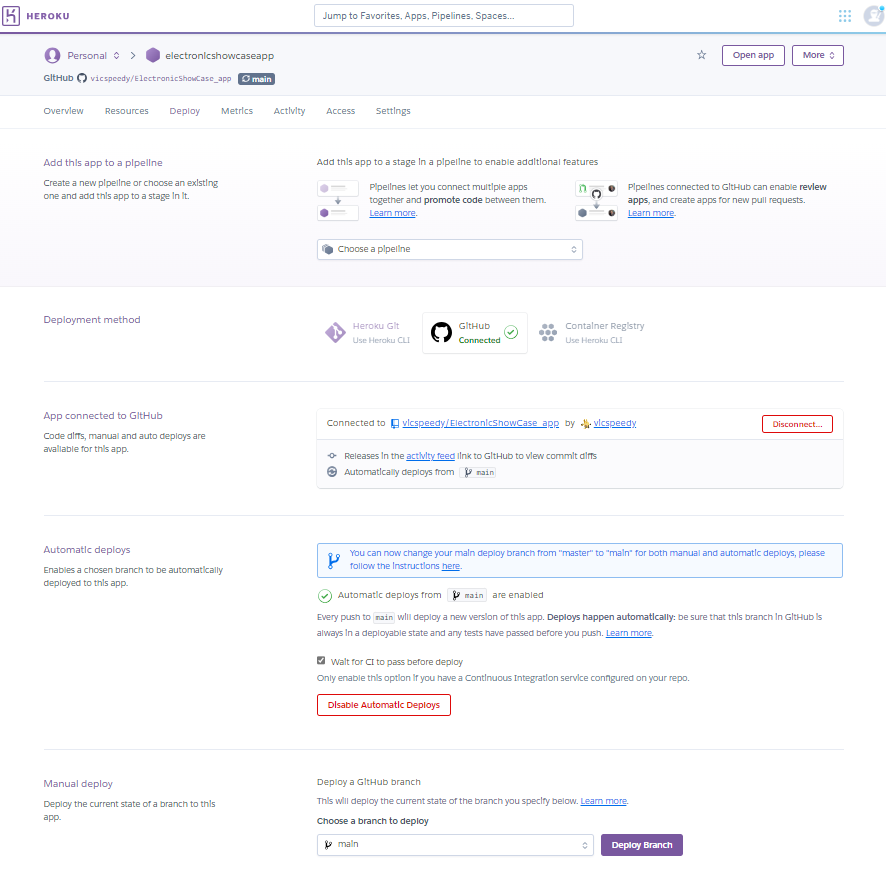 HEROKU
Jump to Favorites, Apps, Pipelines, Spaces...
Personal
electronicshowcaseapp
Open app
More
GitHub
vicspeedy/ElectronicShowCase_app
main
Overview
Resources
Deploy
Metrics
Activity
Access
Settings
Add this app to a pipeline
Create a new pipeline or choose an existing
one and add this app to a stage in it.
Add this app to a stage in a pipeline to enable additional features
Pipelines let you connect multiple apps
together and promote code between them.
Learn more.
Pipelines connected to GitHub can enable review
apps, and create apps for new pull requests.
Learn more.
Choose a pipeline
Deployment method
Heroku Git
Use Heroku CLI
GitHub
Connected
Container Registry
Use Heroku CLI
App connected to GitHub
Code diffs, manual and auto deploys are
available for this app.
Connected to vicspeedy/ElectronicShowCase_app by vicspeedy
Disconnect...
Releases in the activity feed link to GitHub to view commit diffs
Automatically deploys from main
Automatic deploys
Enables a chosen branch to be automatically
deployed to this app.
You can now change your main deploy branch from "master" to "main" for both manual and automatic deploys, please
follow the instructions here.
Automatic deploys from main are enabled
Every push to main will deploy a new version of this app. Deploys happen automatically: be sure that this branch in GitHub is
always in a deployable state and any tests have passed before you push. Learn more.
Wait for CI to pass before deploy
Only enable this option if you have a Continuous Integration service configured on your repo.
Disable Automatic Deploys
Manual deploy
Deploy the current state of a branch to this
app.
Deploy a GitHub branch
This will deploy the current state of the branch you specify below. Learn more.
Choose a branch to deploy
main
Deploy Branch